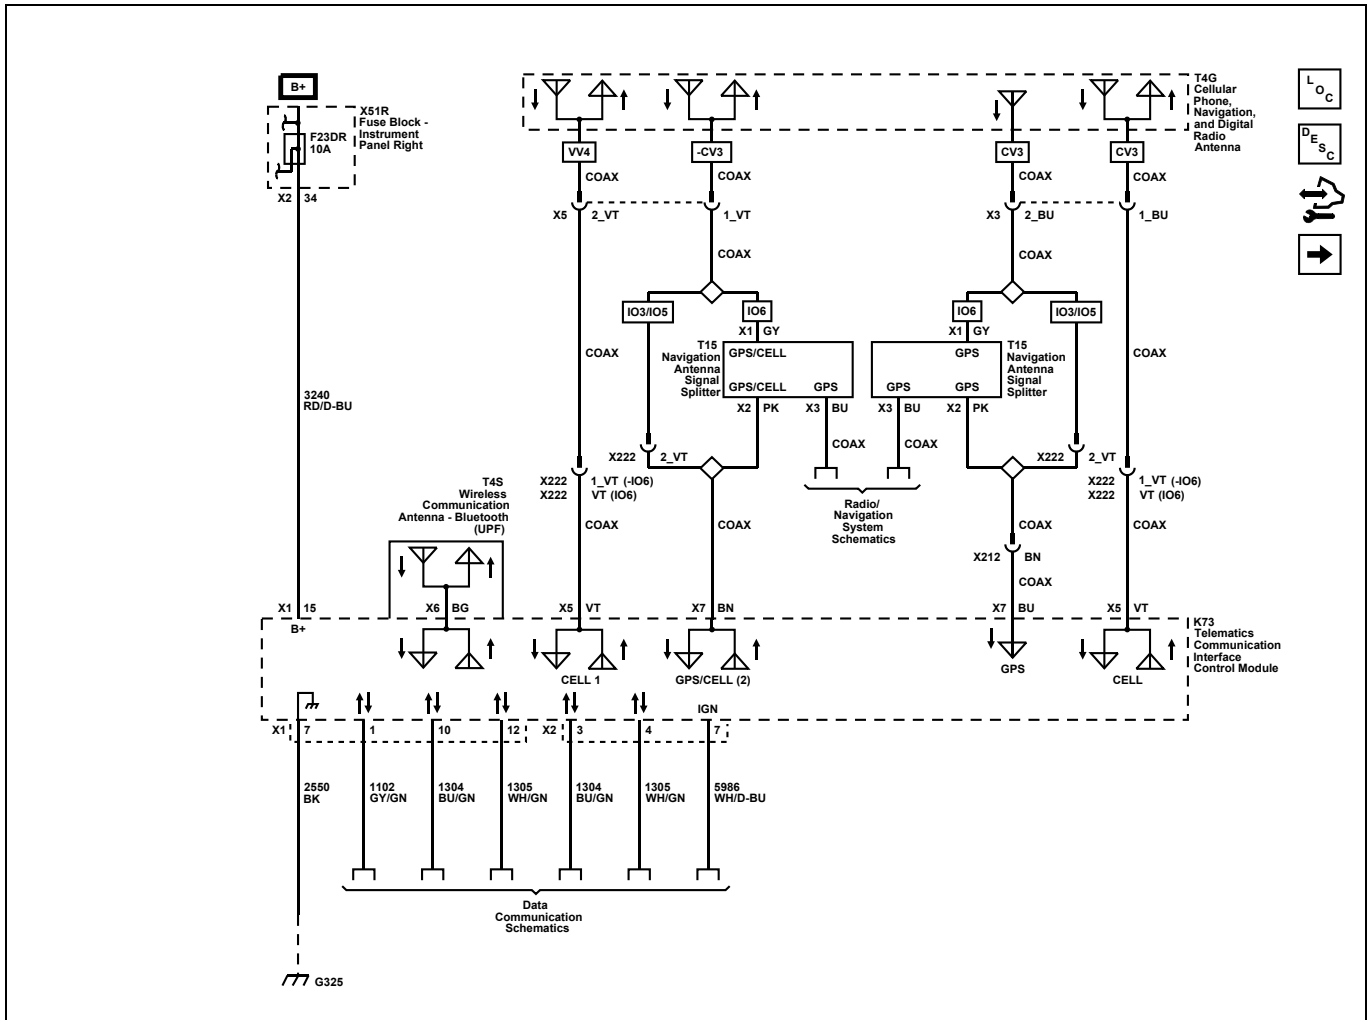 B+
X51R
Fuse Block -
Instrument
Panel Right
F23DR
10A
X2 34
T4G
Cellular
Phone,
Navigation,
and Digital
Radio
Antenna
L
O
C
D
E
S
C
VV4
-CV3
CV3
CV3
COAX
COAX
COAX
COAX
X5 2_VT
1_VT
X3 2_BU
1_BU
COAX
COAX
IO3/IO5
IO6
IO6
IO3/IO5
X1 GY
X1 GY
T15
Navigation
Antenna
Signal
Splitter
GPS/CELL
GPS/CELL GPS
GPS
GPS GPS
T15
Navigation
Antenna
Signal
Splitter
COAX
COAX
X2 PK
X3 BU
X3 BU
X2 PK
3240
RD/D-BU
COAX
COAX
X222 2_VT
X222 2_VT
X222 1_VT (-IO6)
X222 VT (IO6)
X222 1_VT (-IO6)
X222 VT (IO6)
Radio/
Navigation
System
Schematics
T4S
Wireless
Communication
Antenna - Bluetooth
(UPF)
COAX
COAX
COAX
COAX
X212 BN
COAX
X1 15
X6 BG
X5 VT
X7 BN
X7 BU
X5 VT
B+
K73
Telematics
Communication
Interface
Control Module
CELL 1
GPS/CELL (2)
GPS
CELL
IGN
X1 7
1
10
12
X2 3
4
7
2550
BK
1102
GY/GN
1304
BU/GN
1305
WH/GN
1304
BU/GN
1305
WH/GN
5986
WH/D-BU
Data
Communication
Schematics
G325